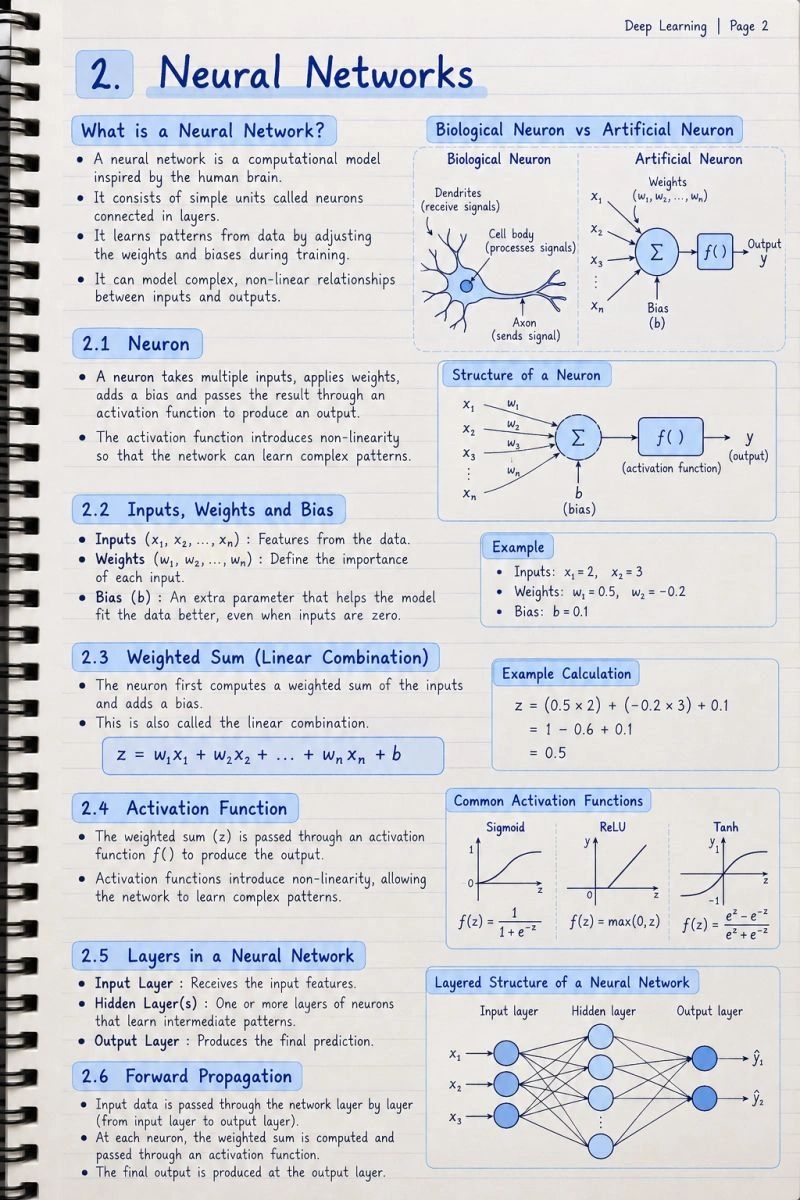 Deep Learning | Page 2
2. Neural Networks
What is a Neural Network?
• A neural network is a computational model
inspired by the human brain.
• It consists of simple units called neurons
connected in layers.
• It learns patterns from data by adjusting
the weights and biases during training.
• It can model complex, non-linear relationships
between inputs and outputs.
Biological Neuron vs Artificial Neuron
Biological Neuron
Dendrites
(receive signals)
Cell body
(processes signals)
Axon
(sends signal)
Artificial Neuron
Weights
(w₁, w₂, ..., wₙ)
x₁
x₂
x₃
⋮
xₙ
Σ
f()
Output
y
Bias
(b)
2.1 Neuron
• A neuron takes multiple inputs, applies weights,
adds a bias and passes the result through an
activation function to produce an output.
• The activation function introduces non-linearity
so that the network can learn complex patterns.
Structure of a Neuron
x₁ w₁
x₂ w₂
x₃ w₃
⋮
xₙ wₙ
Σ
f( )
(activation function)
y
(output)
b
(bias)
2.2 Inputs, Weights and Bias
• Inputs (x₁, x₂, ..., xₙ) : Features from the data.
• Weights (w₁, w₂, ..., wₙ) : Define the importance
of each input.
• Bias (b) : An extra parameter that helps the model
fit the data better, even when inputs are zero.
Example
• Inputs: x₁ = 2, x₂ = 3
• Weights: w₁ = 0.5, w₂ = −0.2
• Bias: b = 0.1
2.3 Weighted Sum (Linear Combination)
• The neuron first computes a weighted sum of the inputs
and adds a bias.
• This is also called the linear combination.
z = w₁x₁ + w₂x₂ + ... + wₙxₙ + b
Example Calculation
z = (0.5 × 2) + (−0.2 × 3) + 0.1
= 1 − 0.6 + 0.1
= 0.5
2.4 Activation Function
• The weighted sum (z) is passed through an activation
function f() to produce the output.
• Activation functions introduce non-linearity, allowing
the network to learn complex patterns.
Common Activation Functions
Sigmoid
1
0
z
f(z) = 1 / (1 + e⁻ᶻ)
ReLU
y
0
z
f(z) = max(0, z)
Tanh
y
1
z
−1
f(z) = (eᶻ − e⁻ᶻ) / (eᶻ + e⁻ᶻ)
2.5 Layers in a Neural Network
• Input Layer : Receives the input features.
• Hidden Layer(s) : One or more layers of neurons
that learn intermediate patterns.
• Output Layer : Produces the final prediction.
Layered Structure of a Neural Network
Input layer Hidden layer Output layer
x₁
x₂
x₃
⋮
ŷ₁
ŷ₂
2.6 Forward Propagation
• Input data is passed through the network layer by layer
(from input layer to output layer).
• At each neuron, the weighted sum is computed and
passed through an activation function.
• The final output is produced at the output layer.